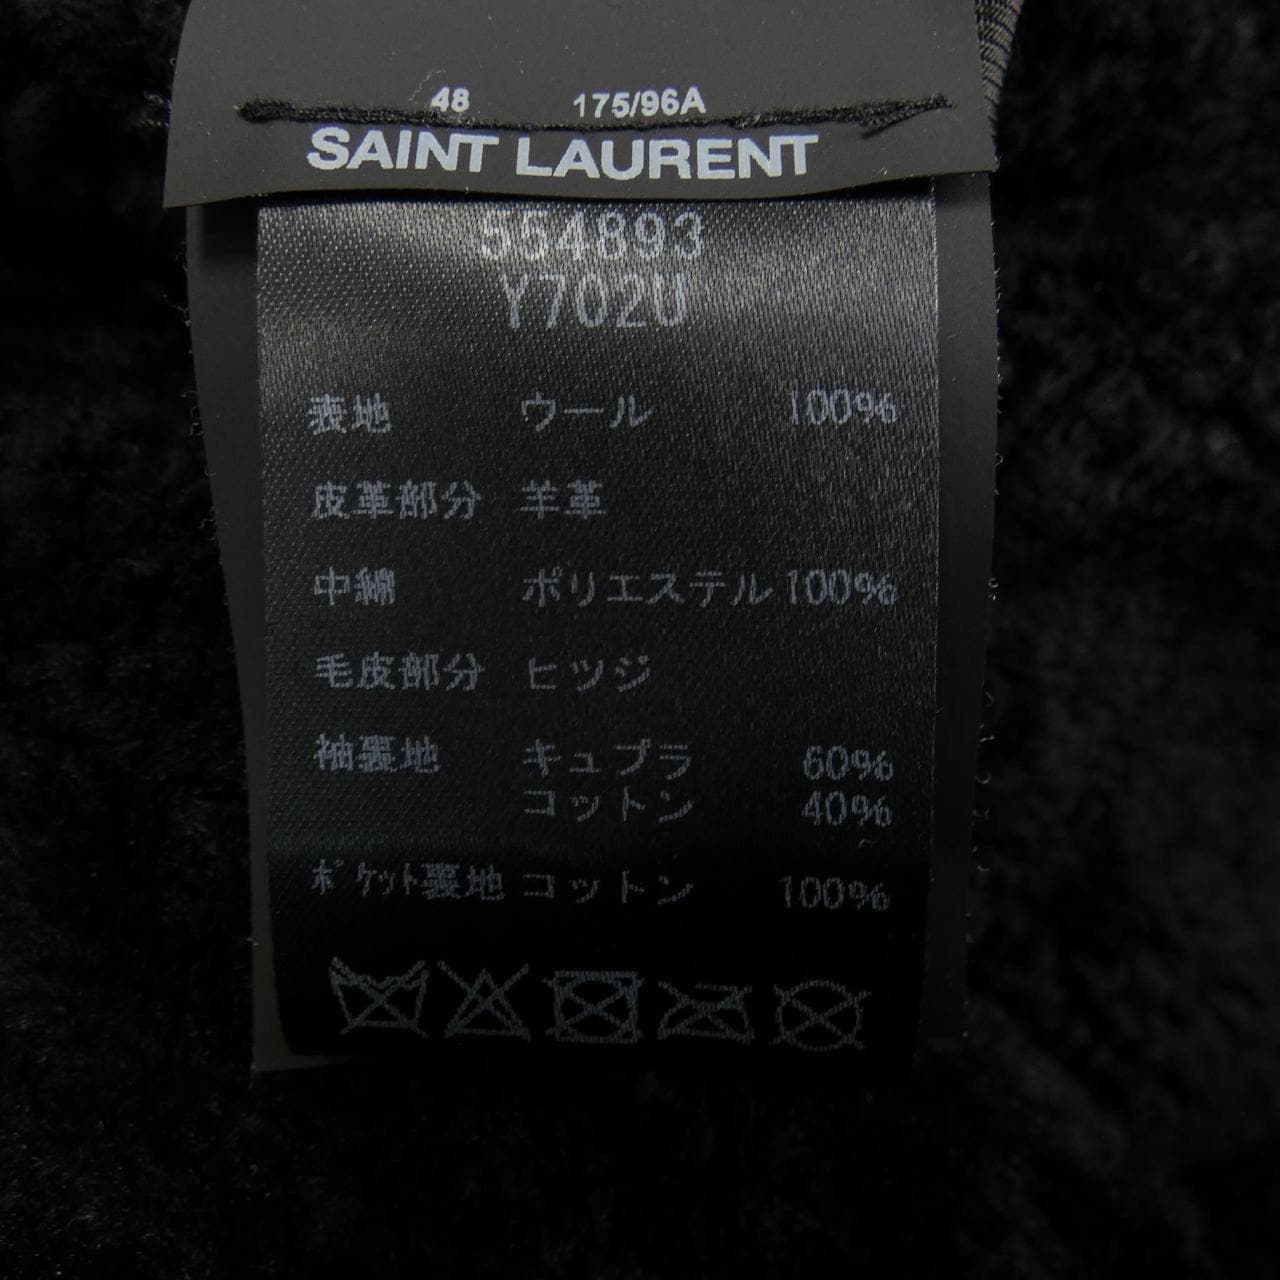 48 175/96A
SAINT LAURENT
554893
Y702U
表地 ウール 100%
皮革部分 羊革
中綿 ポリエステル 100%
毛皮部分 ヒツジ
袖裏地 キュプラ 60%
コットン 40%
ﾎﾟｹｯﾄ裏地 コットン 100%